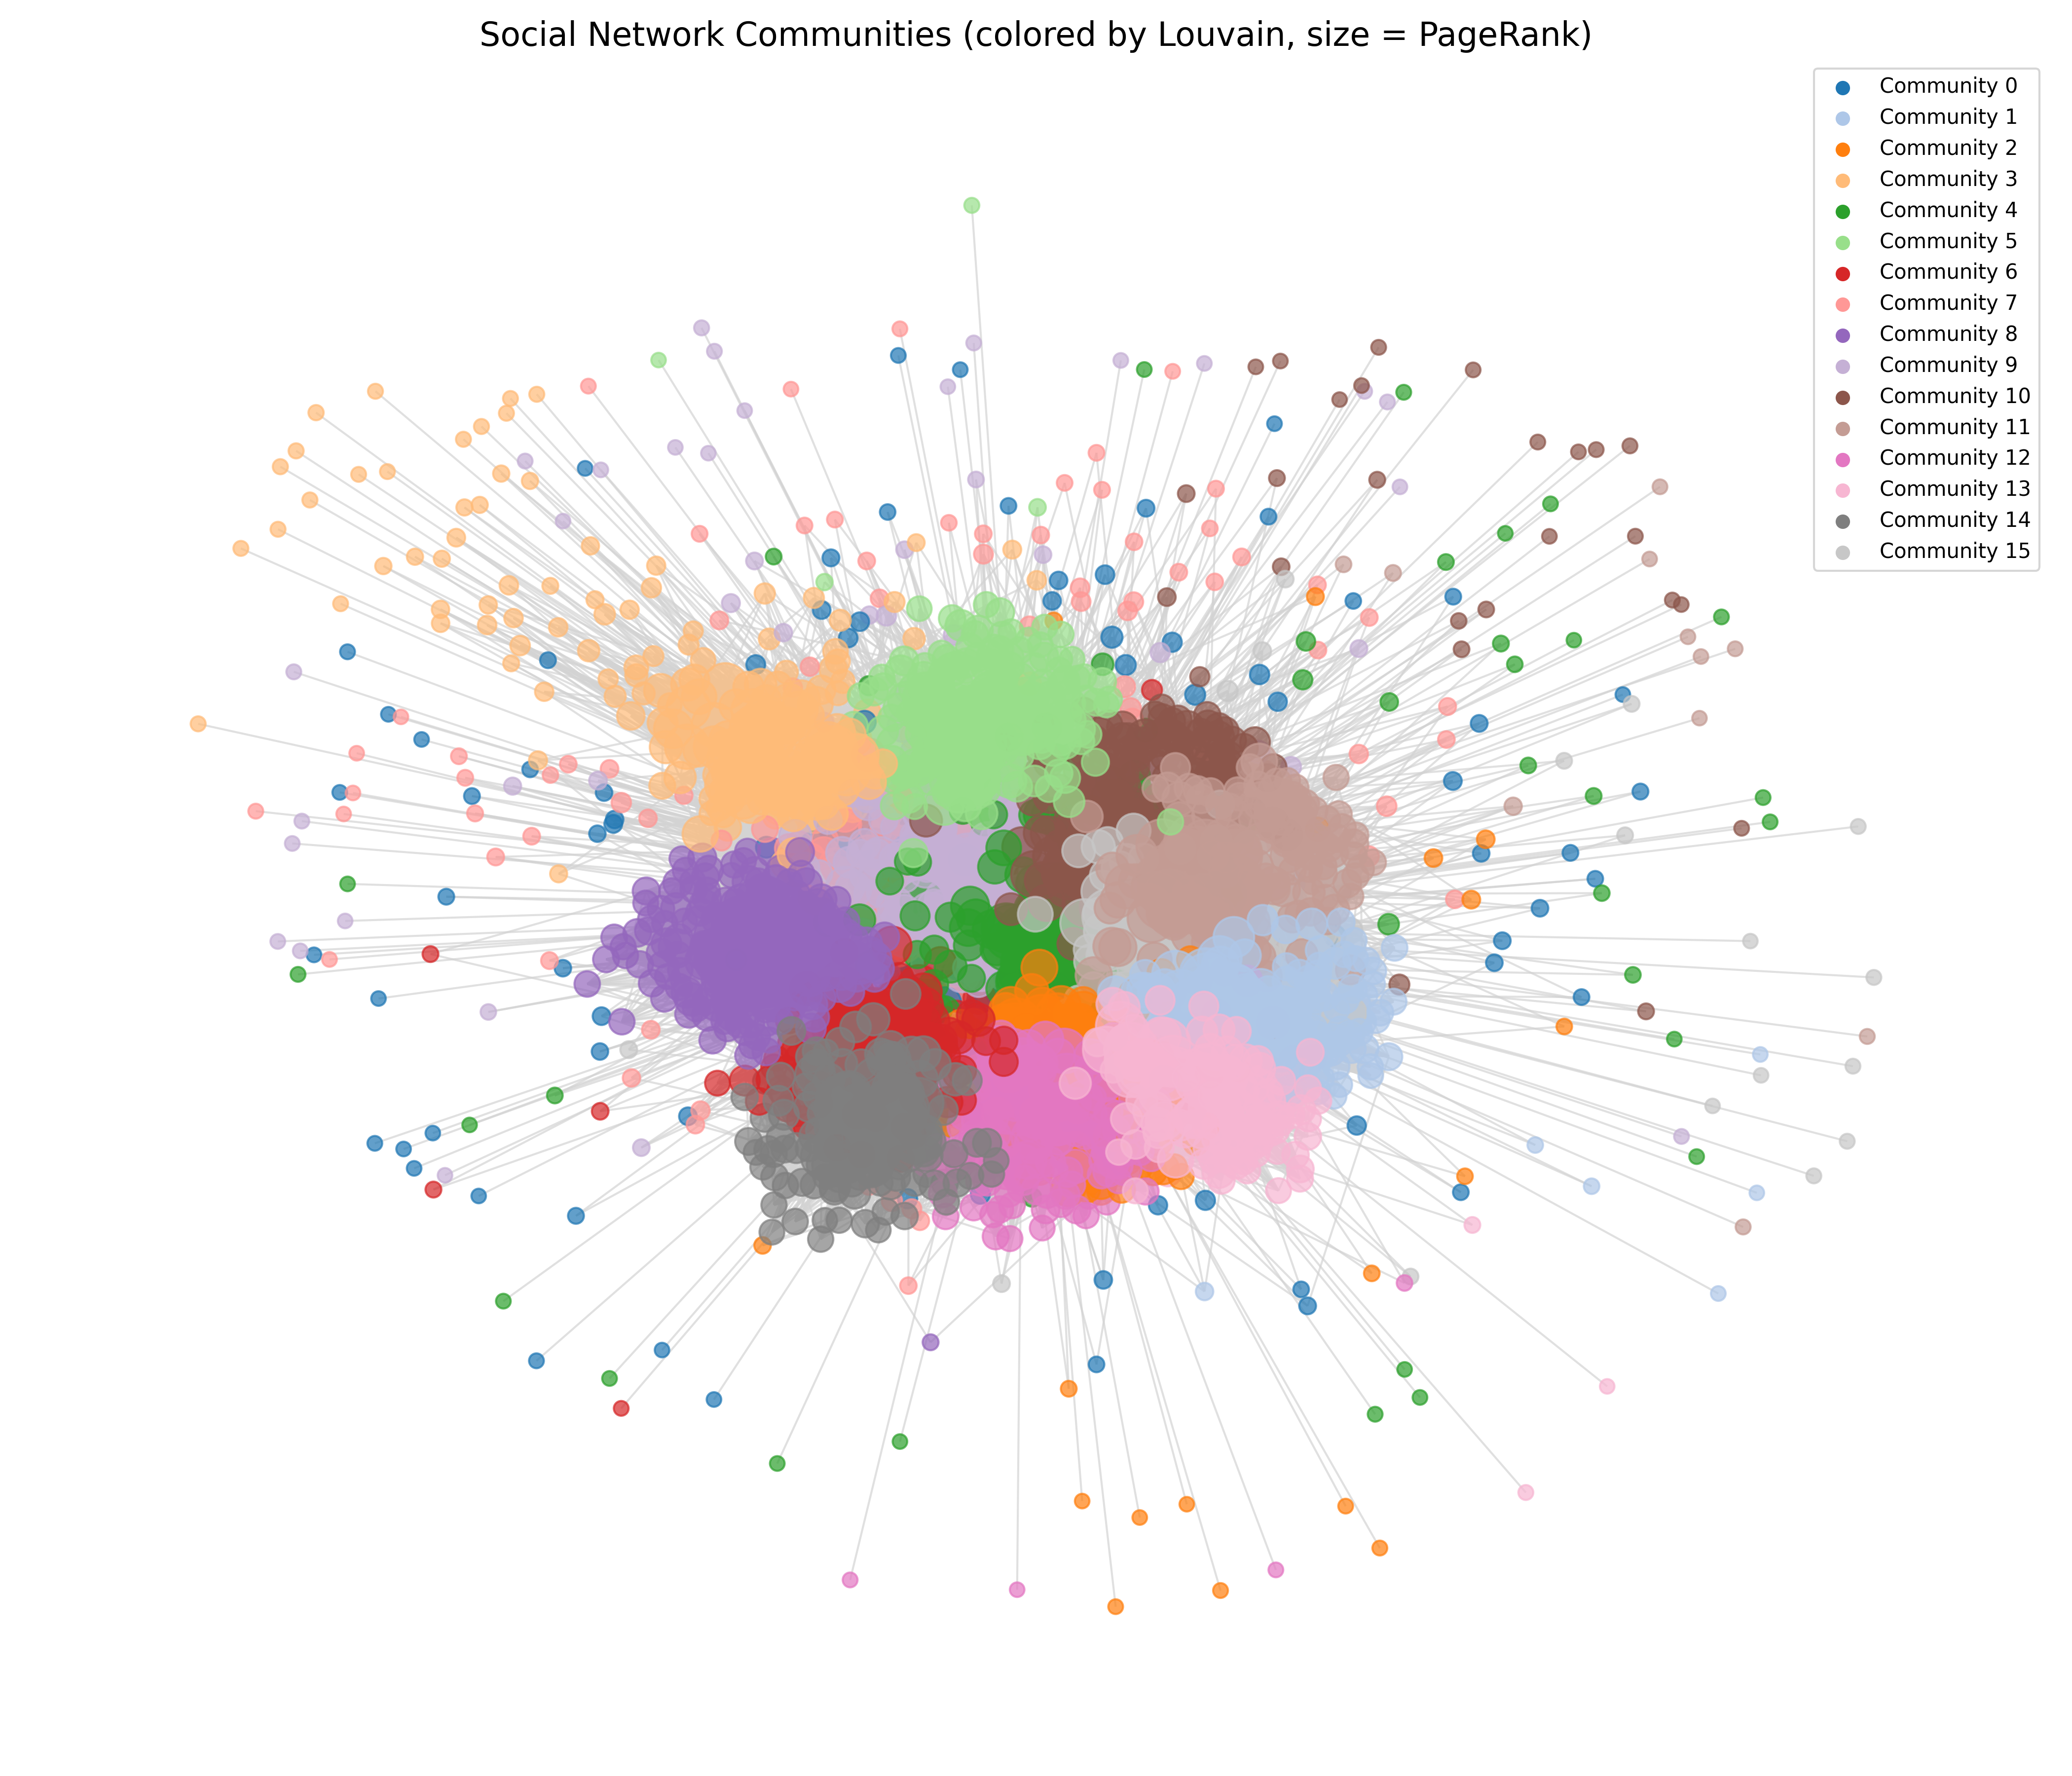 Social Network Communities (colored by Louvain, size = PageRank)
Community 0
Community 1
Community 2
Community 3
Community 4
Community 5
Community 6
Community 7
Community 8
Community 9
Community 10
Community 11
Community 12
Community 13
Community 14
Community 15